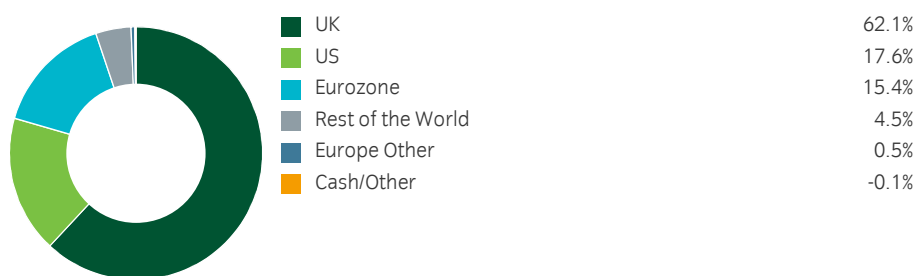 UK 62.1%
US 17.6%
Eurozone 15.4%
Rest of the World 4.5%
Europe Other 0.5%
Cash/Other -0.1%